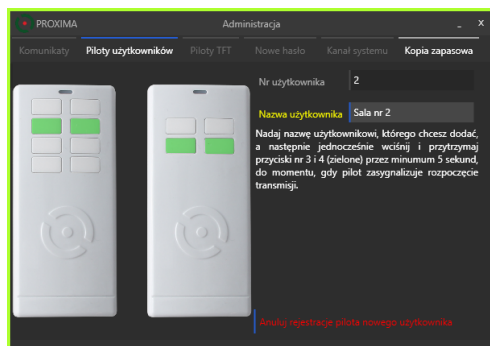 PROXIMA
Administracja
_ x
Komunikaty Piloty użytkowników Piloty TFT Nowe hasło Kanał systemu Kopia zapasowa
Nr użytkownika 2
Nazwa użytkownika Sala nr 2
Nadaj nazwę użytkownikowi, którego chcesz dodać,
a następnie jednocześnie wciśnij i przytrzymaj
przyciski nr 3 i 4 (zielone) przez minumum 5 sekund,
do momentu, gdy pilot zasygnalizuje rozpoczęcie
transmisji.
Anuluj rejestracje pilota nowego użytkownika